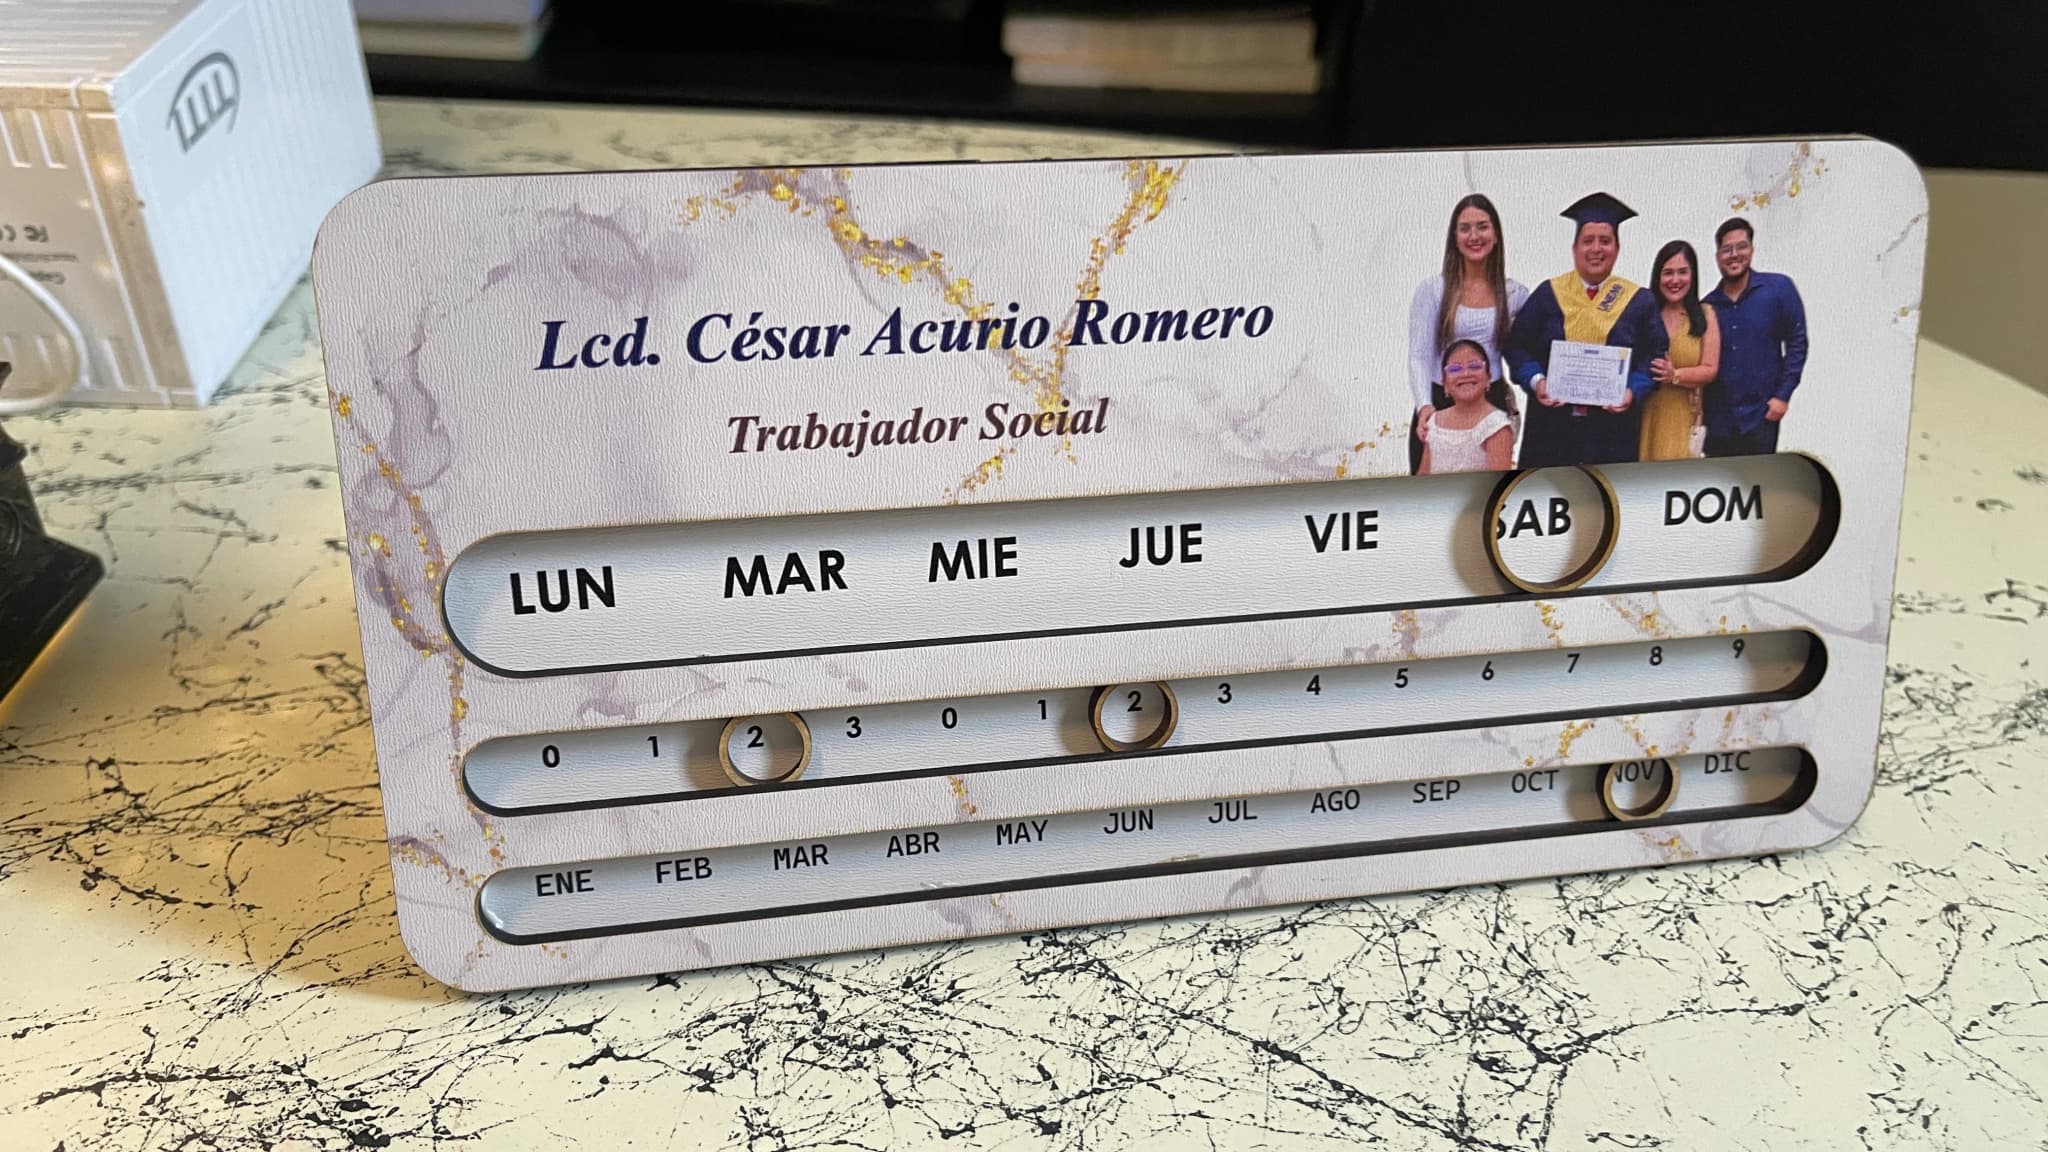 Lcd. César Acurio Romero
Trabajador Social
LUN MAR MIE JUE VIE SAB DOM
0 1 2 3 0 1 2 3 4 5 6 7 8 9
ENE FEB MAR ABR MAY JUN JUL AGO SEP OCT NOV DIC
UNEMI